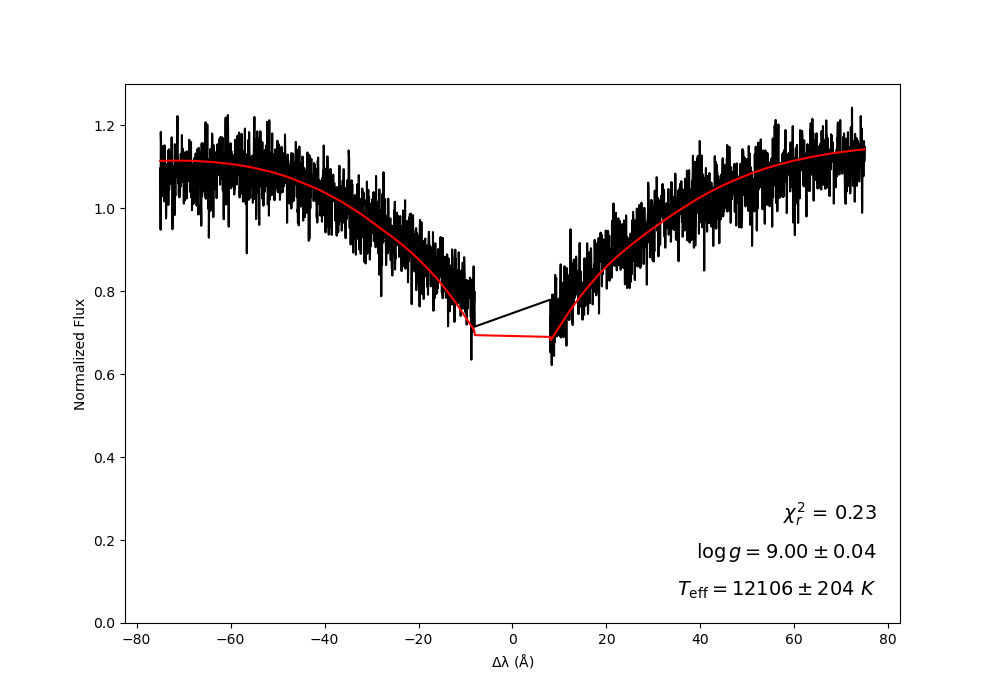 1.2
1.0
0.8
0.6
0.4
0.2
0.0
Normalized Flux
χ²ᵣ = 0.23
log g = 9.00 ± 0.04
T_eff = 12106 ± 204 K
−80 −60 −40 −20 0 20 40 60 80
Δλ (Å)